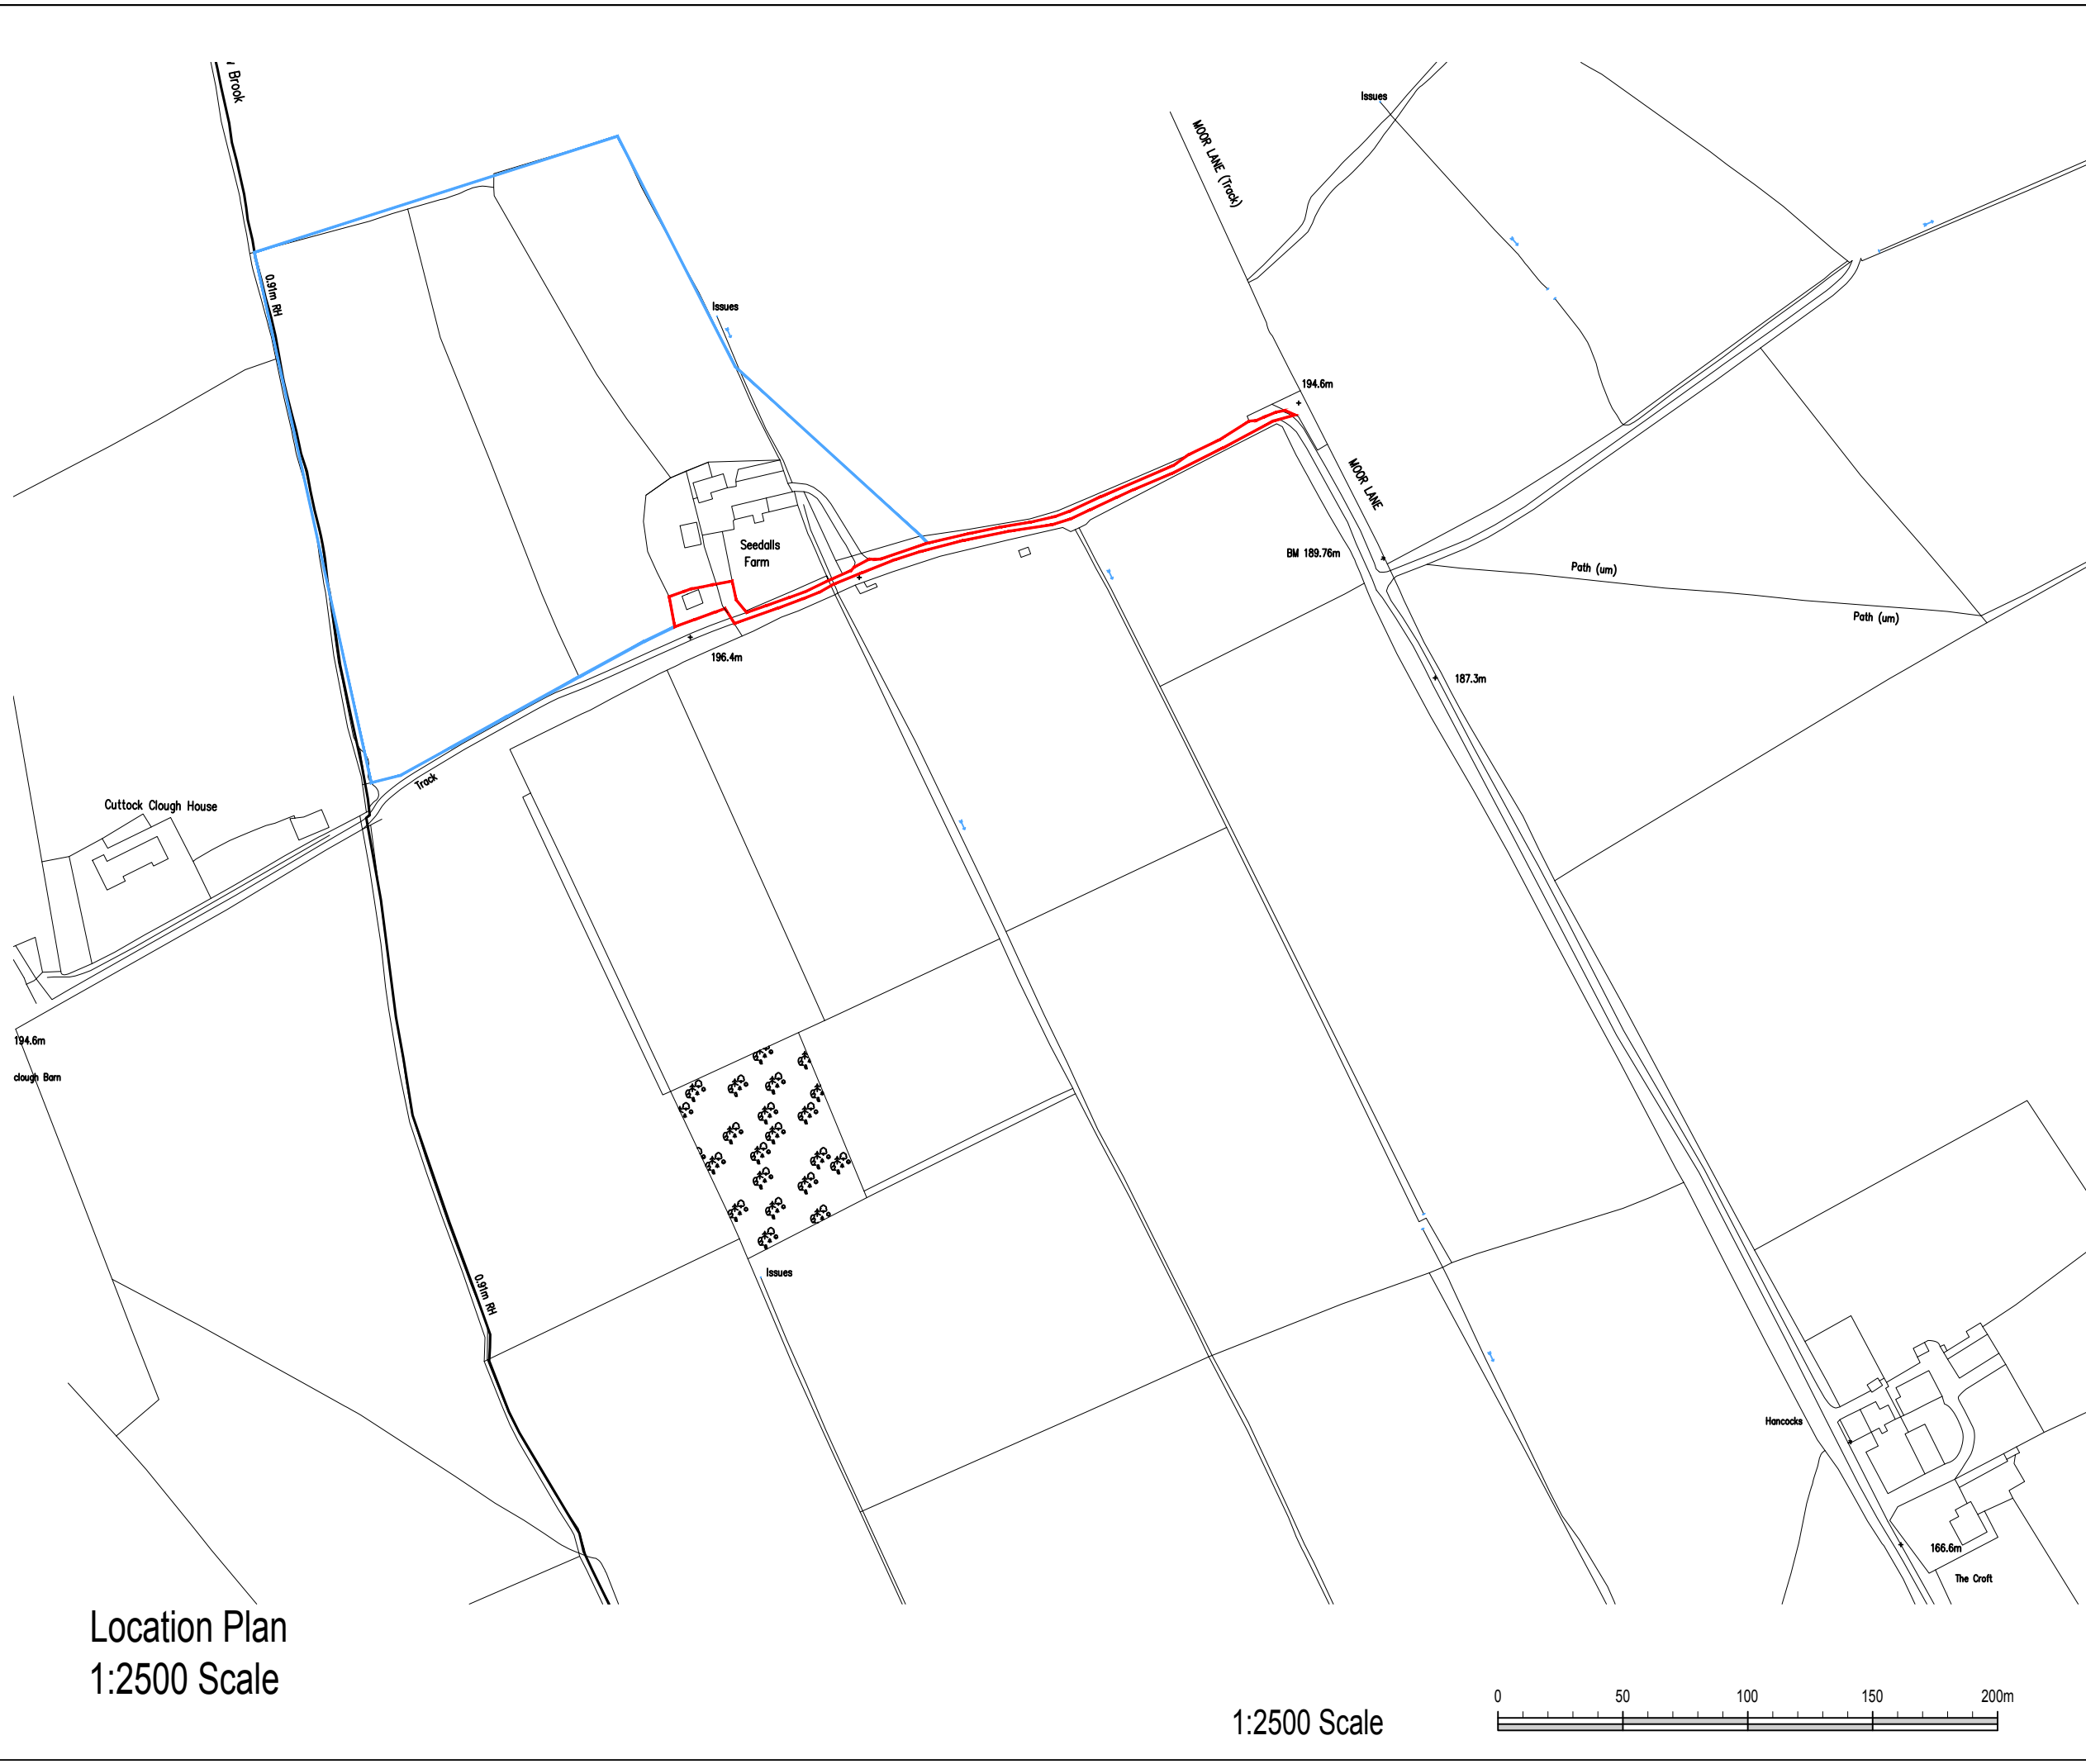 Brook
Issues
MOOR LANE (Track)
0.91m RH
Issues
194.6m
MOOR LANE
Seedalls
Farm
BM 189.76m
Path (um)
Path (um)
196.4m
187.3m
Track
Cuttock Clough House
194.6m
clough Barn
Issues
0.91m RH
Hancocks
166.6m
The Croft
Location Plan
1:2500 Scale
1:2500 Scale
0 50 100 150 200m